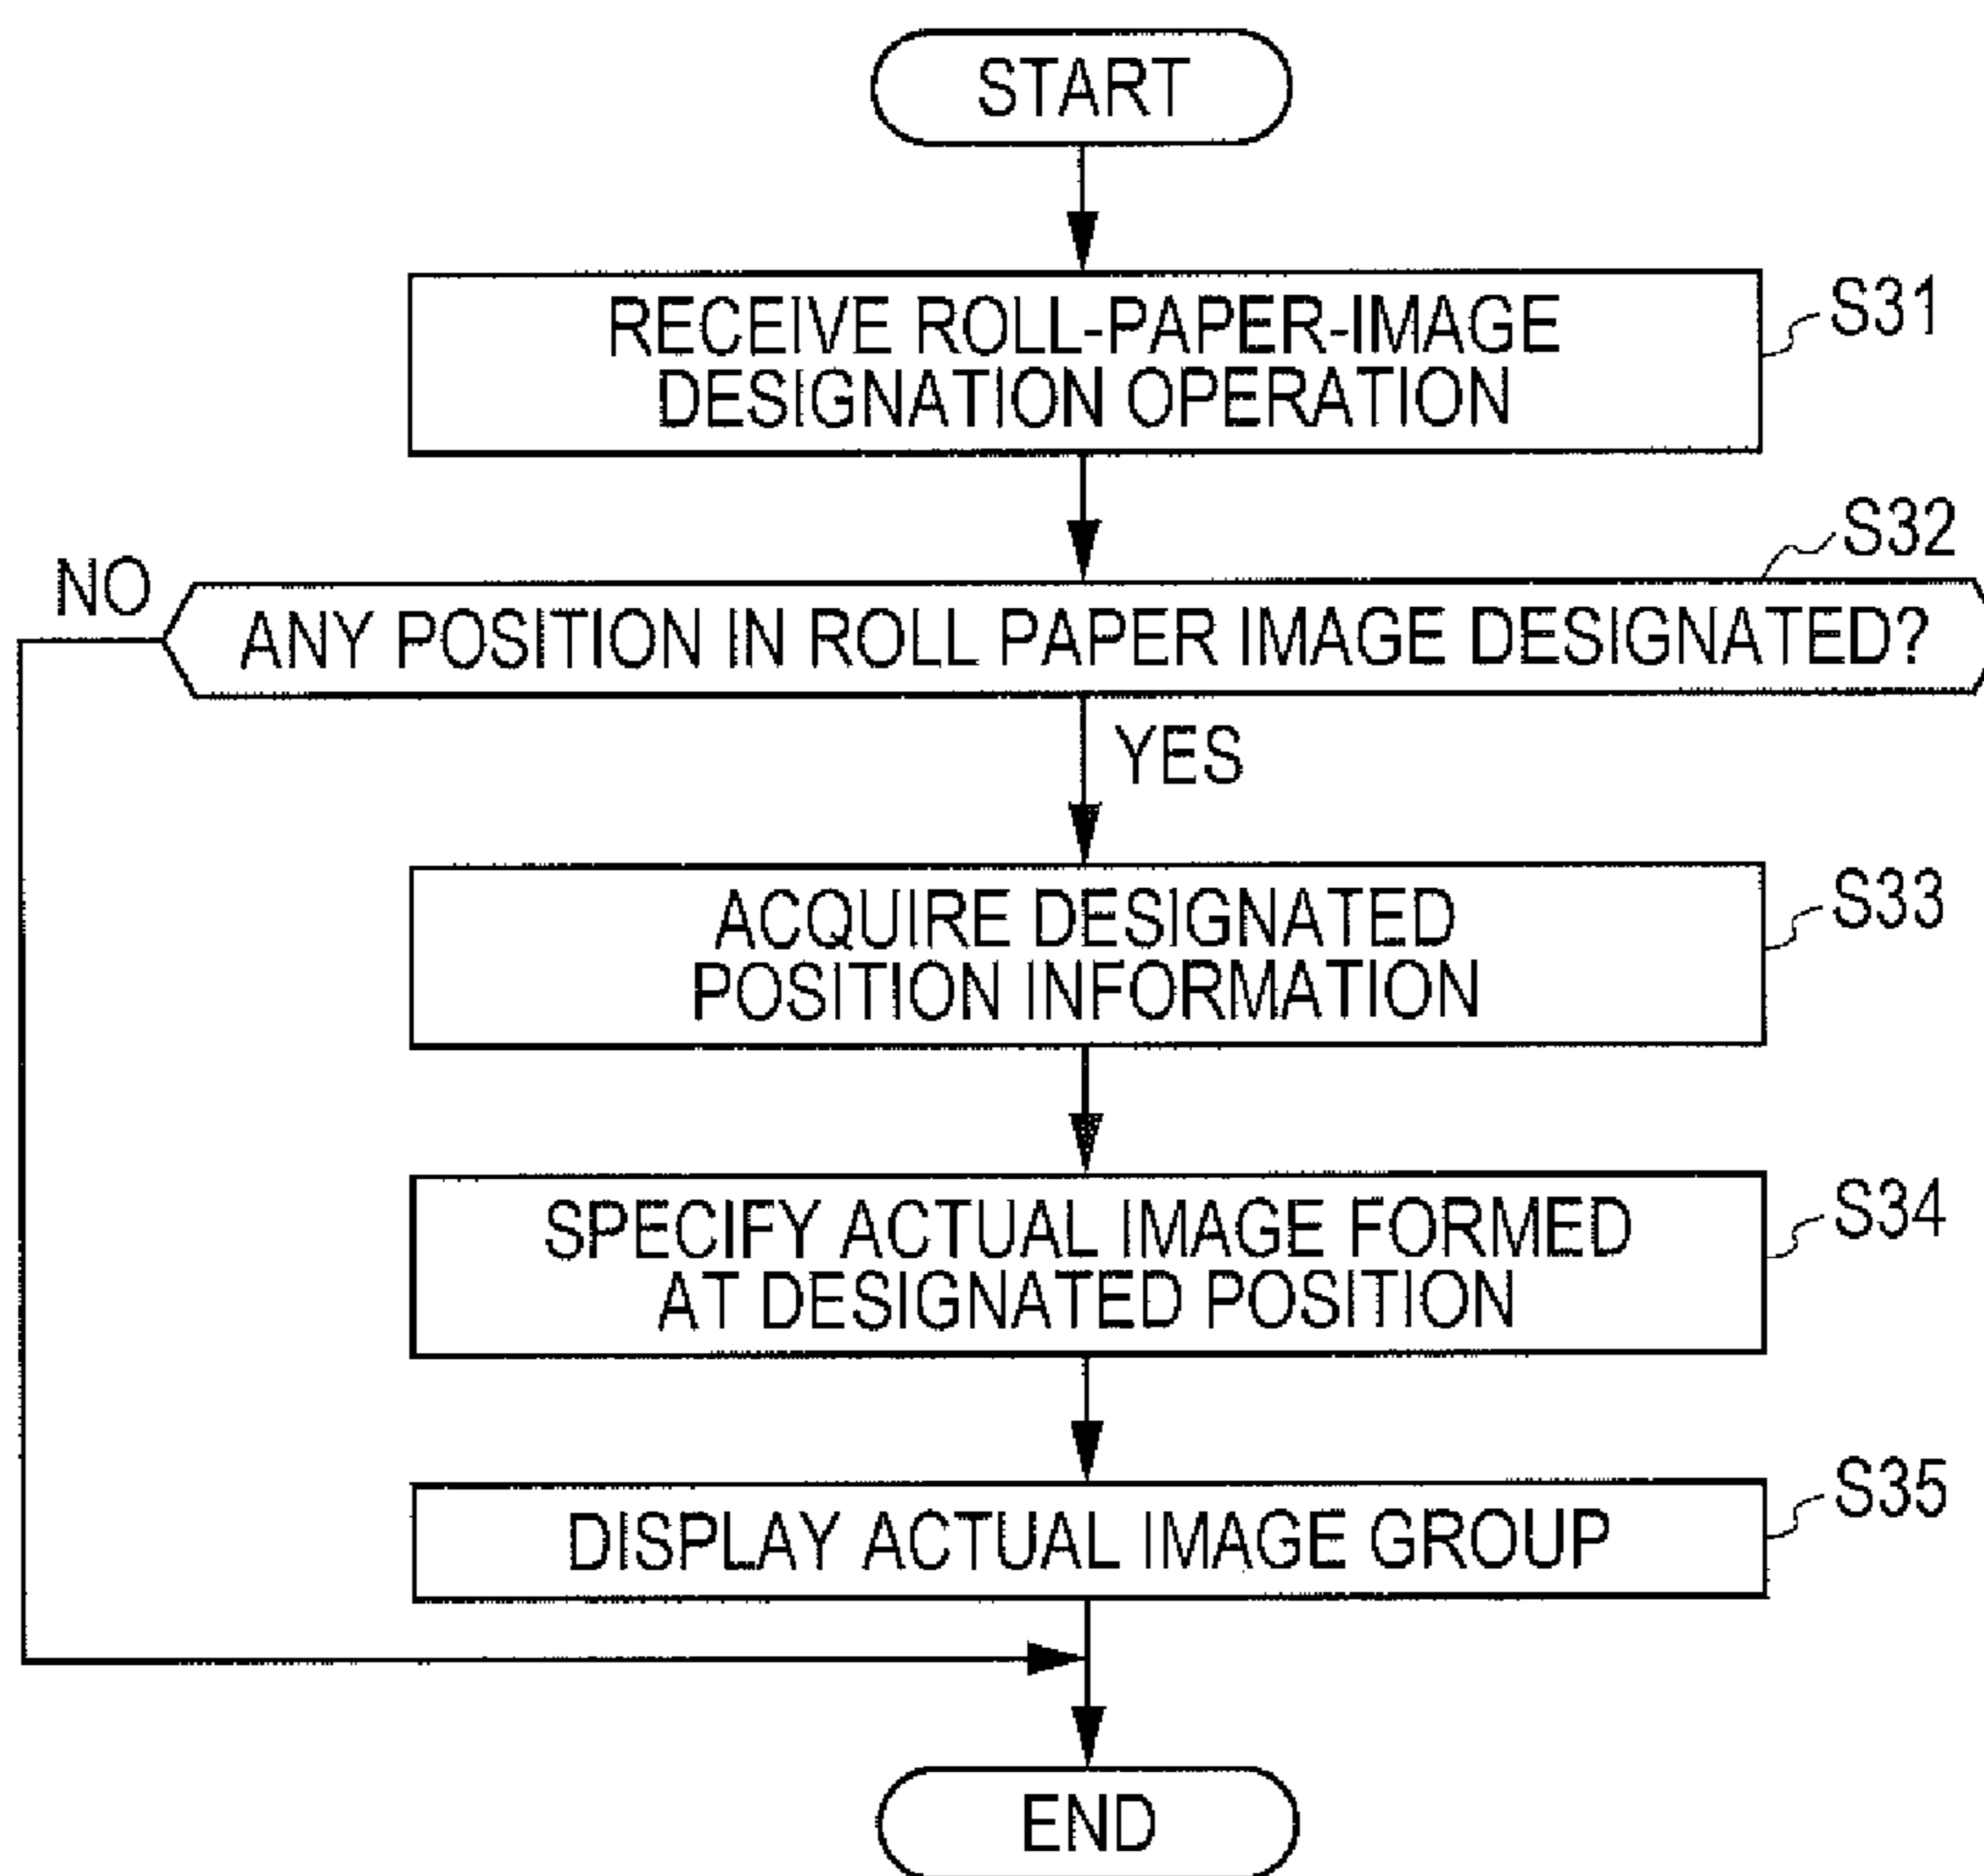 START
RECEIVE ROLL-PAPER-IMAGE
DESIGNATION OPERATION
S31
S32
NO
ANY POSITION IN ROLL PAPER IMAGE DESIGNATED?
YES
ACQUIRE DESIGNATED
POSITION INFORMATION
S33
SPECIFY ACTUAL IMAGE FORMED
AT DESIGNATED POSITION
S34
DISPLAY ACTUAL IMAGE GROUP
S35
END